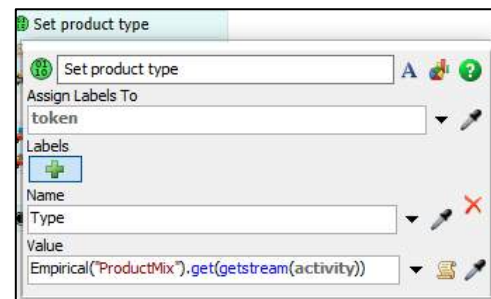 Set product type
Set product type
Assign Labels To
token
Labels
Name
Type
Value
Empirical("ProductMix").get(getstream(activity))